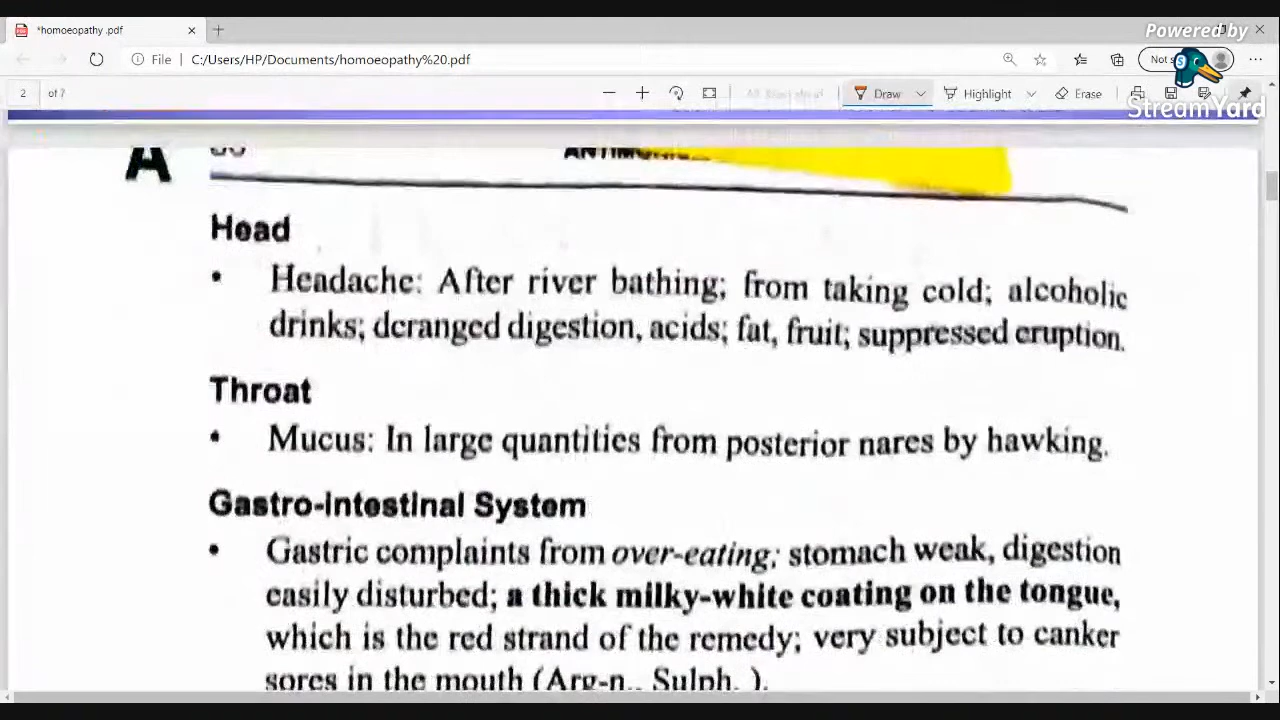 *homoeopathy .pdf
Powered by
File C:/Users/HP/Documents/homoeopathy%20.pdf
Not s
2 of 7 Draw Highlight Erase
StreamYard
A
Head
• Headache: After river bathing; from taking cold; alcoholic
drinks; deranged digestion, acids; fat, fruit; suppressed eruption.
Throat
• Mucus: In large quantities from posterior nares by hawking.
Gastro-intestinal System
• Gastric complaints from over-eating; stomach weak, digestion
easily disturbed; a thick milky-white coating on the tongue,
which is the red strand of the remedy; very subject to canker
sores in the mouth (Arg-n., Sulph. ).